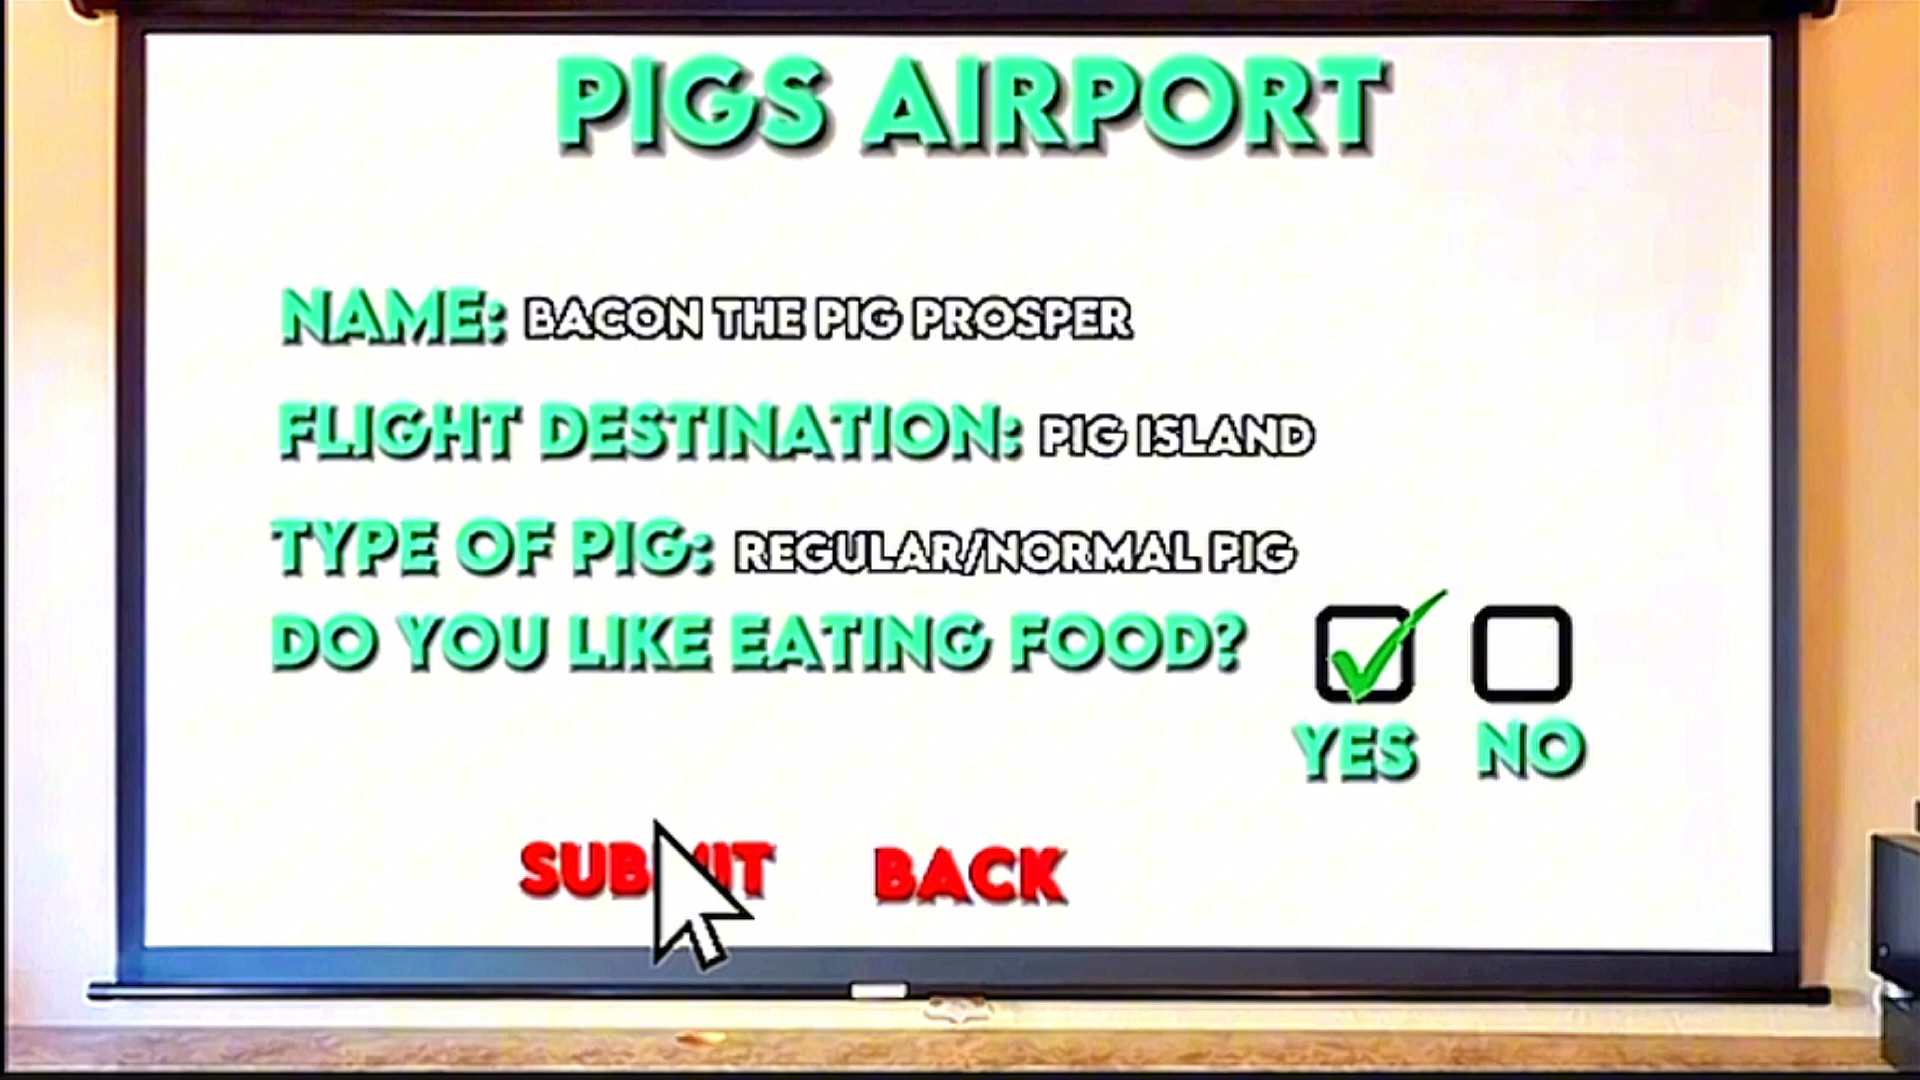 PIGS AIRPORT
NAME: BACON THE PIG PROSPER
FLIGHT DESTINATION: PIG ISLAND
TYPE OF PIG: REGULAR/NORMAL PIG
DO YOU LIKE EATING FOOD?
YES NO
SUBMIT BACK